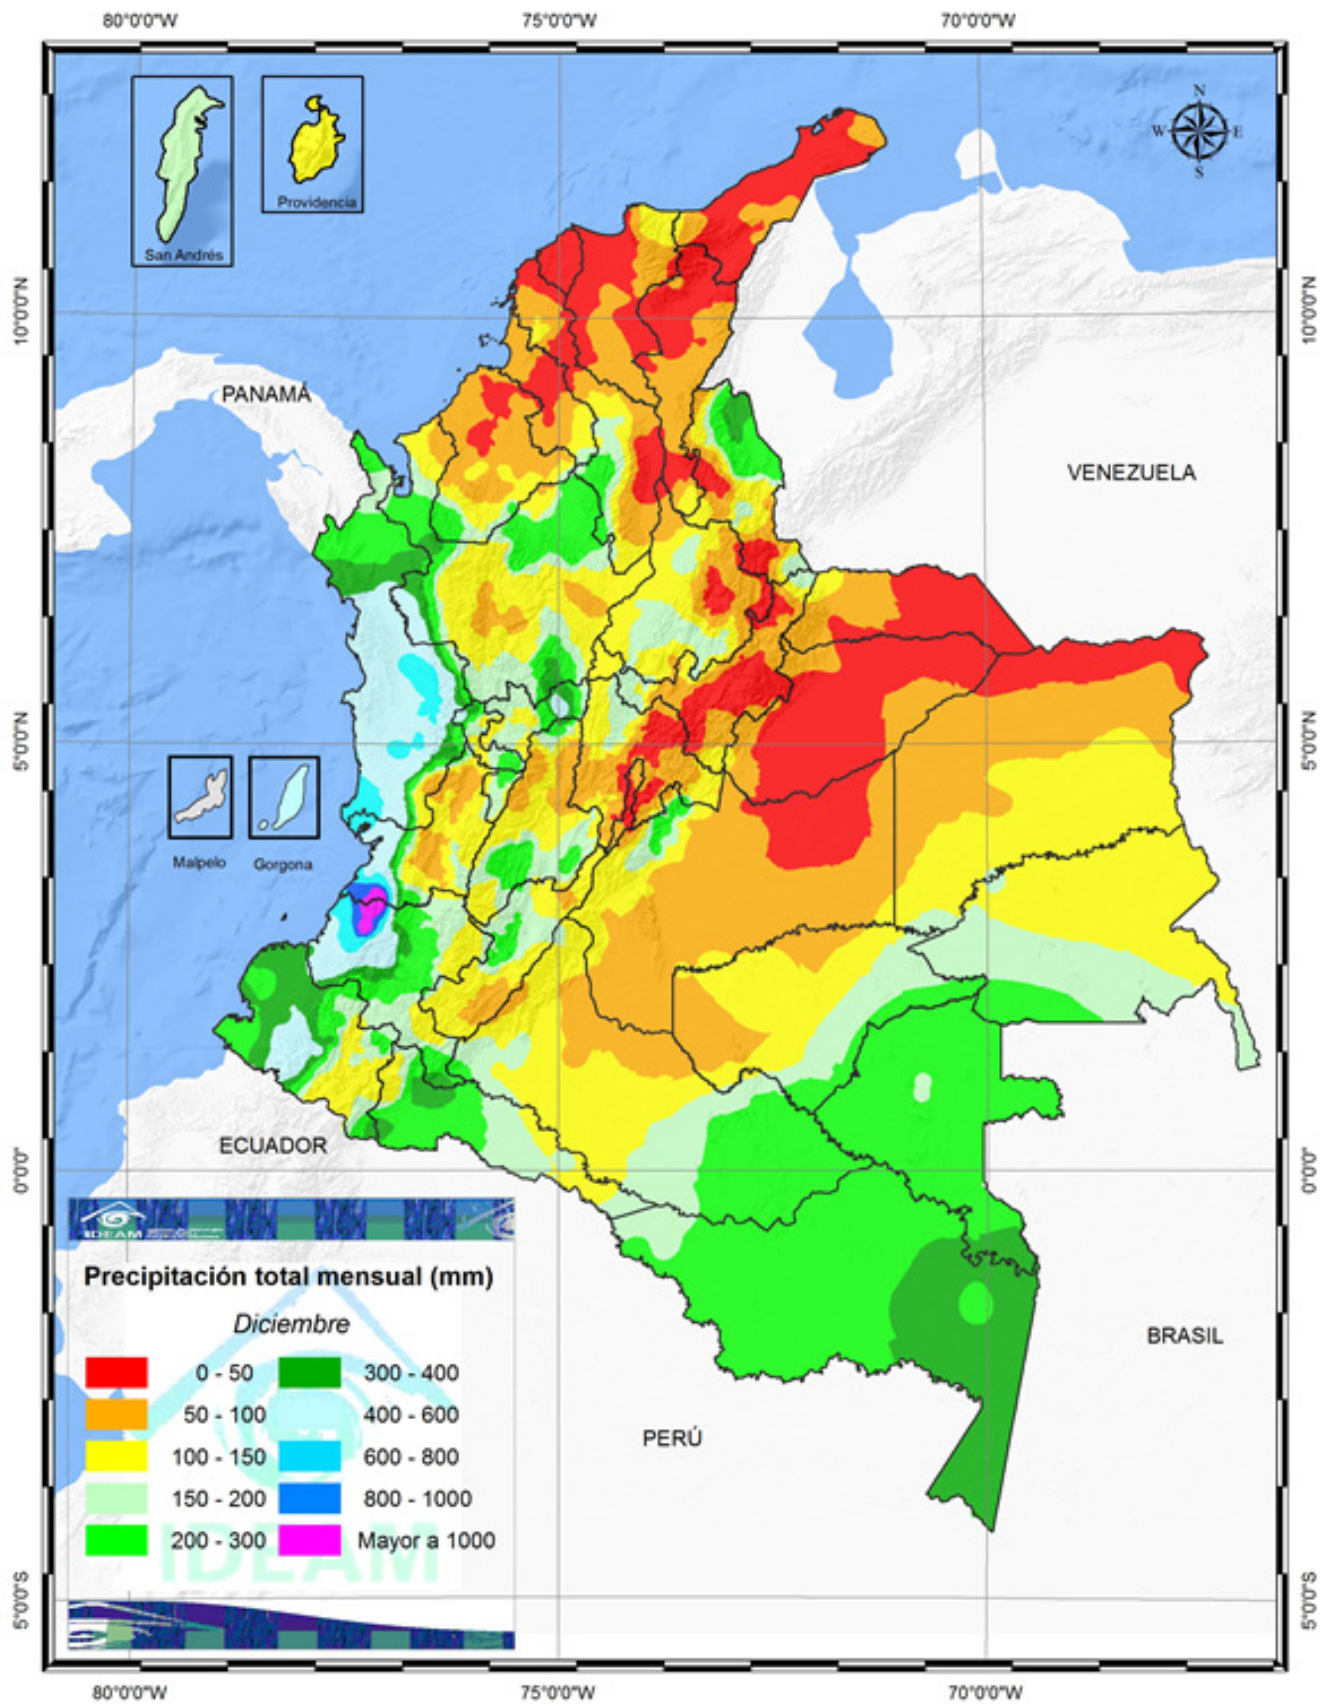 80°0'0"W 75°0'0"W 70°0'0"W
N
W E
S
San Andrés
Providencia
10°0'0"N 10°0'0"N
PANAMÁ
VENEZUELA
5°0'0"N 5°0'0"N
Malpelo Gorgona
ECUADOR
0°0'0" 0°0'0"
IDEAM
Precipitación total mensual (mm)
Diciembre
0 - 50 300 - 400
50 - 100 400 - 600
100 - 150 600 - 800
150 - 200 800 - 1000
200 - 300 Mayor a 1000
IDEAM
BRASIL
PERÚ
5°0'0"S 5°0'0"S
80°0'0"W 75°0'0"W 70°0'0"W